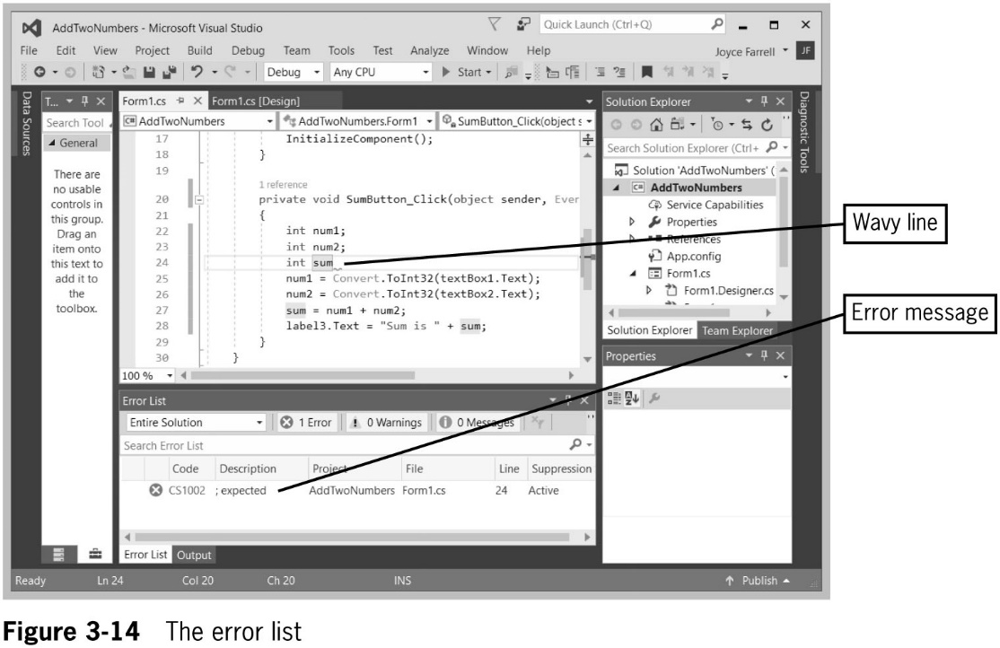 AddTwoNumbers - Microsoft Visual Studio
Quick Launch (Ctrl+Q)
File Edit View Project Build Debug Team Tools Test Analyze Window Help
Joyce Farrell JF
Debug Any CPU Start
Data Sources
T...
Search Tool
General
There are
no usable
controls in
this group.
Drag an
item onto
this text to
add it to
the
toolbox.
Form1.cs Form1.cs [Design]
C# AddTwoNumbers AddTwoNumbers.Form1 SumButton_Click(object s
17 InitializeComponent();
18 }
19
1 reference
20 private void SumButton_Click(object sender, Ever
21 {
22 int num1;
23 int num2;
24 int sum
25 num1 = Convert.ToInt32(textBox1.Text);
26 num2 = Convert.ToInt32(textBox2.Text);
27 sum = num1 + num2;
28 label3.Text = "Sum is " + sum;
29 }
30 }
100 %
Error List
Entire Solution 1 Error 0 Warnings 0 Messages
Search Error List
Code Description Project File Line Suppression
CS1002 ; expected AddTwoNumbers Form1.cs 24 Active
Error List Output
Solution Explorer
Search Solution Explorer (Ctrl+
Solution 'AddTwoNumbers' (
C# AddTwoNumbers
Service Capabilities
Properties
References
App.config
Form1.cs
Form1.Designer.cs
Solution Explorer Team Explorer
Properties
Diagnostic Tools
Ready Ln 24 Col 20 Ch 20 INS Publish
Wavy line
Error message
Figure 3-14 The error list